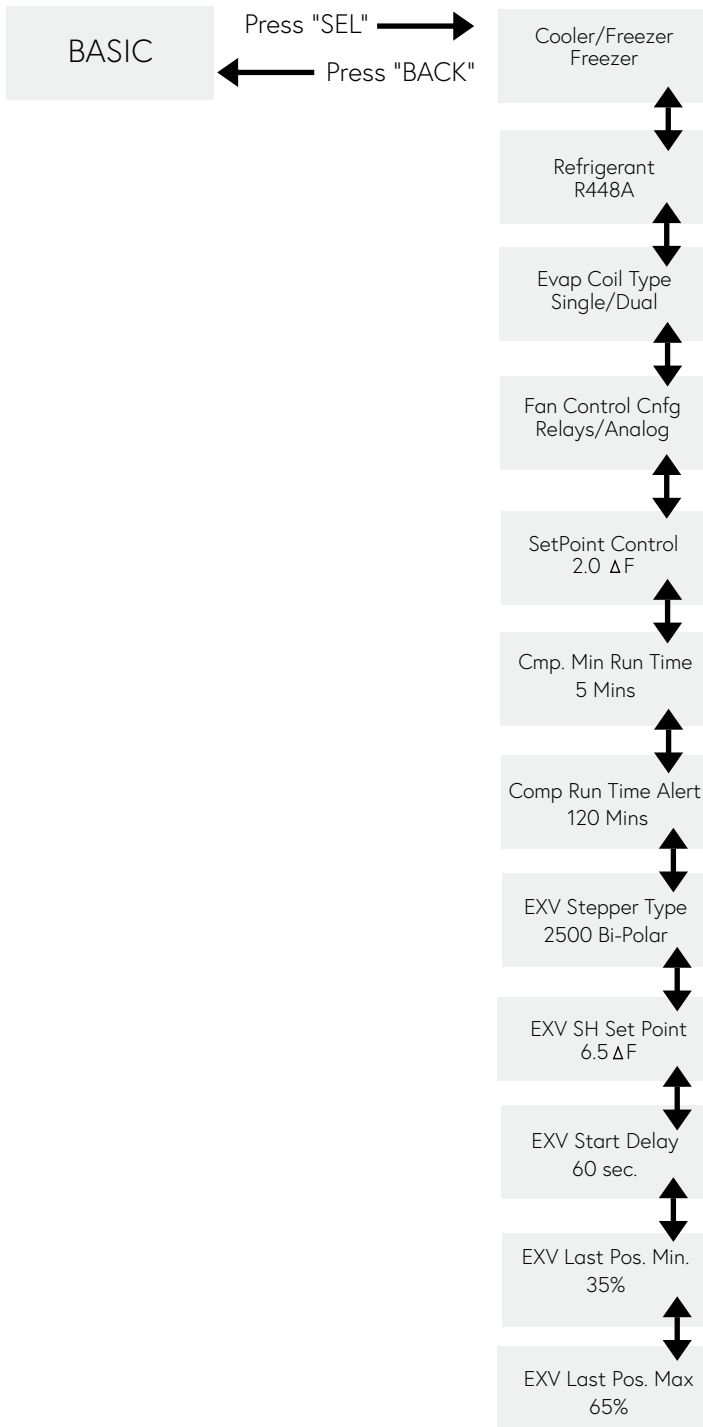 BASIC
Press "SEL"
Press "BACK"
Cooler/Freezer
Freezer
Refrigerant
R448A
Evap Coil Type
Single/Dual
Fan Control Cnfg
Relays/Analog
SetPoint Control
2.0 ΔF
Cmp. Min Run Time
5 Mins
Comp Run Time Alert
120 Mins
EXV Stepper Type
2500 Bi-Polar
EXV SH Set Point
6.5 ΔF
EXV Start Delay
60 sec.
EXV Last Pos. Min.
35%
EXV Last Pos. Max
65%